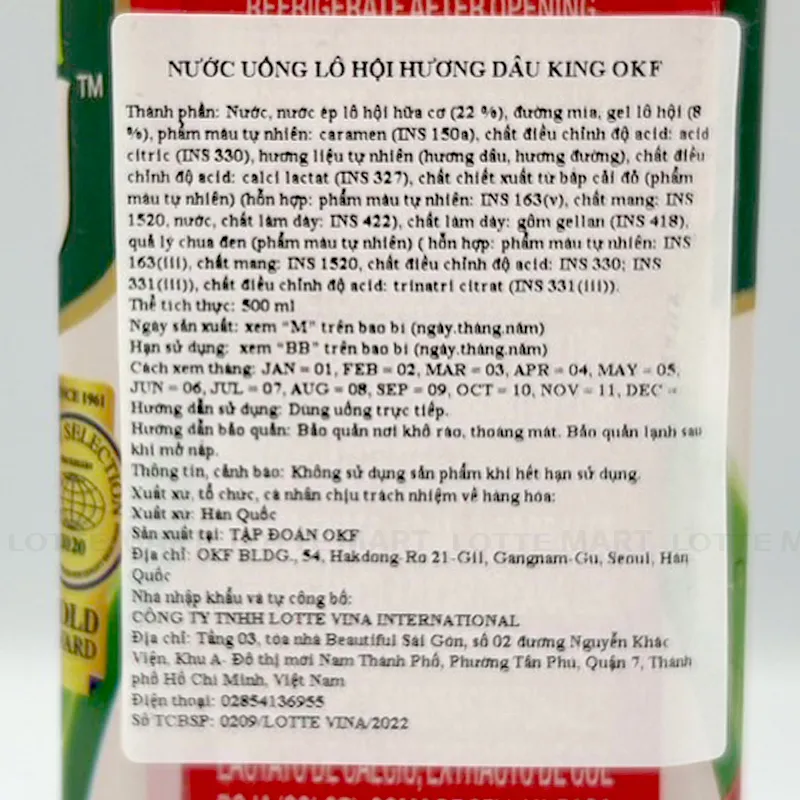 REFRIGERATE AFTER OPENING
TM
NƯỚC UỐNG LÔ HỘI HƯƠNG DÂU KING OKF
Thành phần: Nước, nước ép lô hội hữu cơ (22 %), đường mía, gel lô hội (8
%), phẩm màu tự nhiên: caramen (INS 150a), chất điều chỉnh độ acid: acid
citric (INS 330), hương liệu tự nhiên (hương dâu, hương đường), chất điều
chỉnh độ acid: calci lactat (INS 327), chất chiết xuất từ bắp cải đỏ (phẩm
màu tự nhiên) (hỗn hợp: phẩm màu tự nhiên: INS 163(v), chất mang: INS
1520, nước, chất làm dày: INS 422), chất làm dày: gôm gellan (INS 418),
quả lý chua đen (phẩm màu tự nhiên) ( hỗn hợp: phẩm màu tự nhiên: INS
163(iii), chất mang: INS 1520, chất điều chỉnh độ acid: INS 330; INS
331(iii)), chất điều chỉnh độ acid: trinatri citrat (INS 331(iii)).
Thể tích thực: 500 ml
Ngày sản xuất: xem "M" trên bao bì (ngày.tháng.năm)
Hạn sử dụng: xem "BB" trên bao bì (ngày.tháng.năm)
Cách xem tháng: JAN = 01, FEB = 02, MAR = 03, APR = 04, MAY = 05,
JUN = 06, JUL = 07, AUG = 08, SEP = 09, OCT = 10, NOV = 11, DEC =
Hướng dẫn sử dụng: Dùng uống trực tiếp.
Hướng dẫn bảo quản: Bảo quản nơi khô ráo, thoáng mát. Bảo quản lạnh sau
khi mở nắp.
Thông tin, cảnh báo: Không sử dụng sản phẩm khi hết hạn sử dụng.
Xuất xứ, tổ chức, cá nhân chịu trách nhiệm về hàng hóa:
Xuất xứ: Hàn Quốc
Sản xuất tại: TẬP ĐOÀN OKF
Địa chỉ: OKF BLDG., 54, Hakdong-Ro 21-Gil, Gangnam-Gu, Seoul, Hàn
Quốc
Nhà nhập khẩu và tự công bố:
CÔNG TY TNHH LOTTE VINA INTERNATIONAL
Địa chỉ: Tầng 03, tòa nhà Beautiful Sài Gòn, số 02 đường Nguyễn Khắc
Viện, Khu A- Đô thị mới Nam Thành Phố, Phường Tân Phú, Quận 7, Thành
phố Hồ Chí Minh, Việt Nam
Điện thoại: 02854136955
Số TCBSP: 0209/LOTTE VINA/2022
1961
SELECTION
2020
LOTTE MART LOTTE MART LOTTE MART
LACTATO DE CALCIO, EXTRACTO DE COL